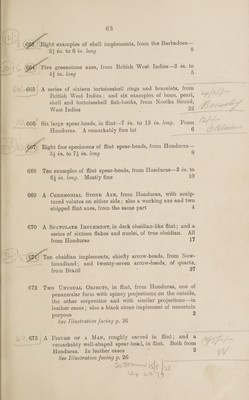 63
663 Eight examples of shell implements, from the Barbadoes—
3½ in. to 6 in. long 8
664 Five greenstone axes, from British West Indies—3 in. to
4½ in. long 5
665 A series of sixteen tortoiseshell rings and bracelets, from
British West Indies; and six examples of bone, pearl,
shell and tortoiseshell fish-hooks, from Nootka Sound,
West Indies 22
666 Six large spear-heads, in flint—7 in. to 13 in. long. From
Honduras. A remarkably fine lot 6
667 Eight fine specimens of flint spear-heads, from Honduras—
5½ in. to 7½ in. long 8
668 Ten examples of flint spear-heads, from Honduras—3 in. to
6½ in. long. Mostly fine 10
669 A Ceremonial Stone Axe, from Honduras, with sculp-
tured volutes on either side; also a working axe and two
chipped flint axes, from the same part 4
670 A Spatulate Implement, in dark obsidian-like flint; and a
series of sixteen flakes and nuclei, of true obsidian. All
from Honduras 17
671 Ten obsidian implements, chiefly arrow-heads, from New-
foundland; and twenty-seven arrow-heads, of quartz,
from Brazil 37
672 Two Unusual Objects, in flint, from Honduras, one of
penannular form with spiney projections on the outside,
the other serpentine and with similar projections—in
leather cases; also a black stone implement of uncertain
purpose 3
See Illustration facing p. 26
673 A Figure of a Man, roughly carved in flint; and a
remarkably well-shaped spear-head, in flint. Both from
Honduras. In leather cases 2
See Illustration facing p. 26